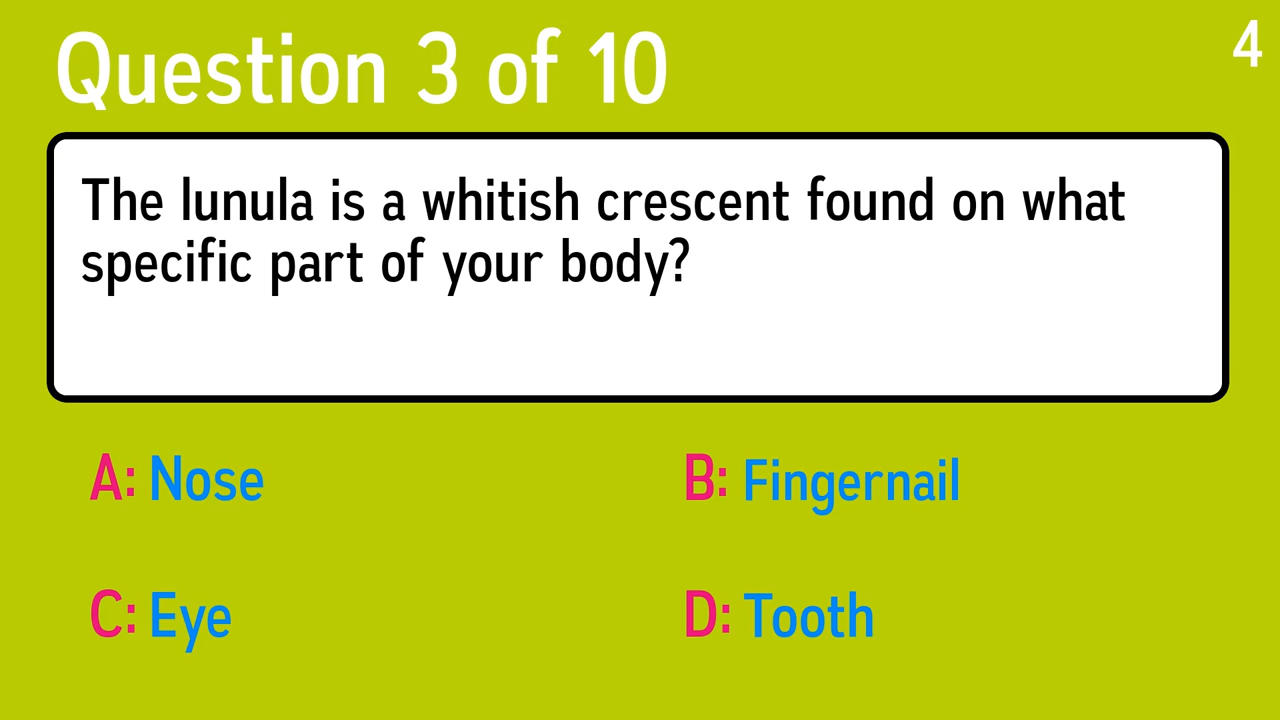 Question 3 of 10
4
The lunula is a whitish crescent found on what
specific part of your body?
A: Nose
B: Fingernail
C: Eye
D: Tooth